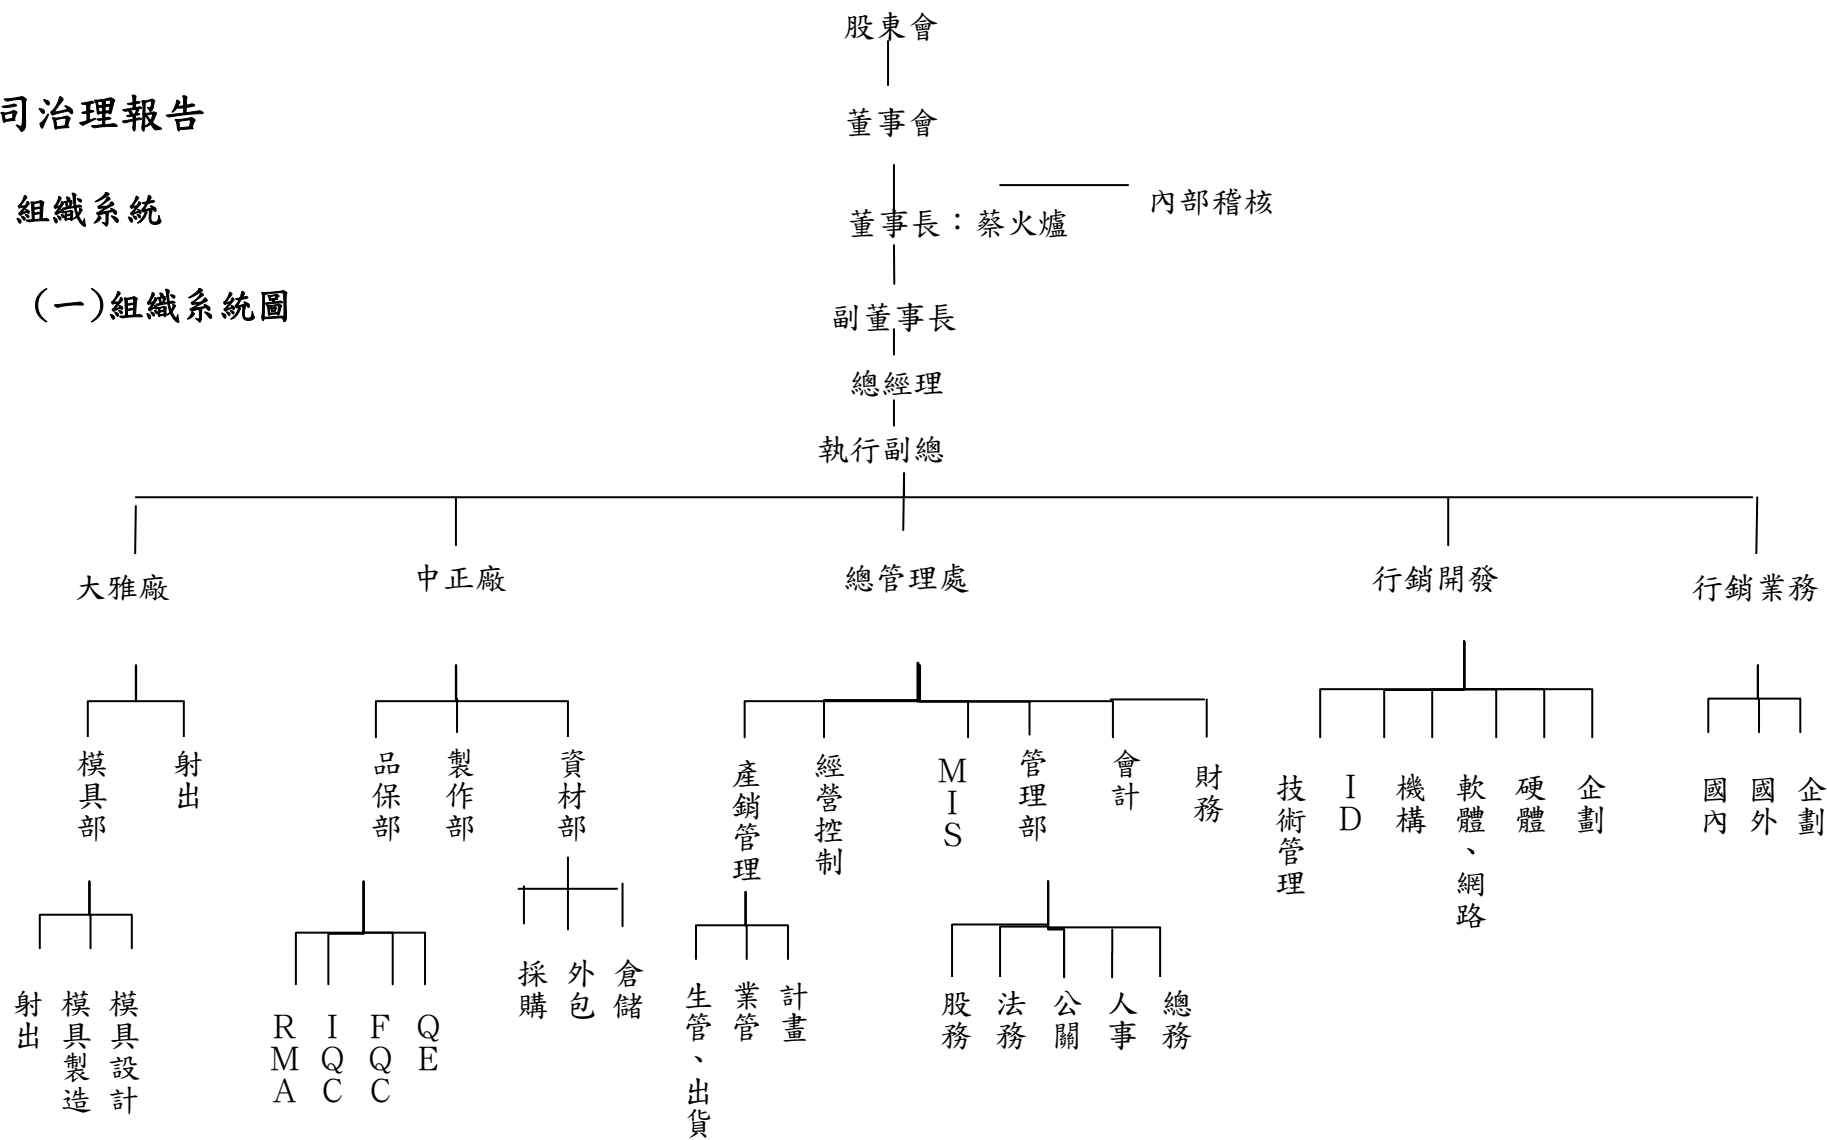 股東會
司治理報告
董事會
組織系統
內部稽核
董事長：蔡火爐
(一)組織系統圖
副董事長
總經理
執行副總
大雅廠
中正廠
總管理處
行銷開發
行銷業務
模具部
射出
品保部
製作部
資材部
產銷管理
經營控制
MIS
管理部
會計
財務
技術管理
ID
機構
軟體、網路
硬體
企劃
國內
國外
企劃
射出
模具製造
模具設計
RMA
IQC
FQC
QE
採購
外包
倉儲
生管、出貨
業管
計畫
股務
法務
公關
人事
總務